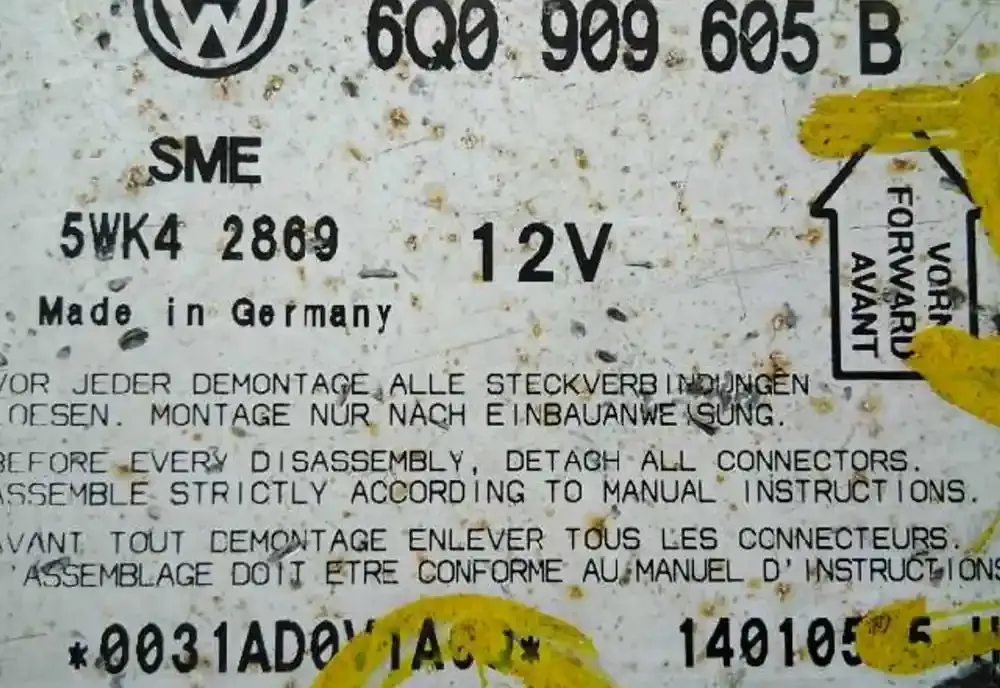 6Q0 909 605 B
SME
5WK4 2869
12V
Made in Germany
VORN
FORWARD
AVANT
VOR JEDER DEMONTAGE ALLE STECKVERBINDUNGEN
LOESEN. MONTAGE NUR NACH EINBAUANWEISUNG.
BEFORE EVERY DISASSEMBLY, DETACH ALL CONNECTORS.
ASSEMBLE STRICTLY ACCORDING TO MANUAL INSTRUCTIONS.
AVANT TOUT DEMONTAGE ENLEVER TOUS LES CONNECTEURS.
L'ASSEMBLAGE DOIT ETRE CONFORME AU MANUEL D'INSTRUCTIONS